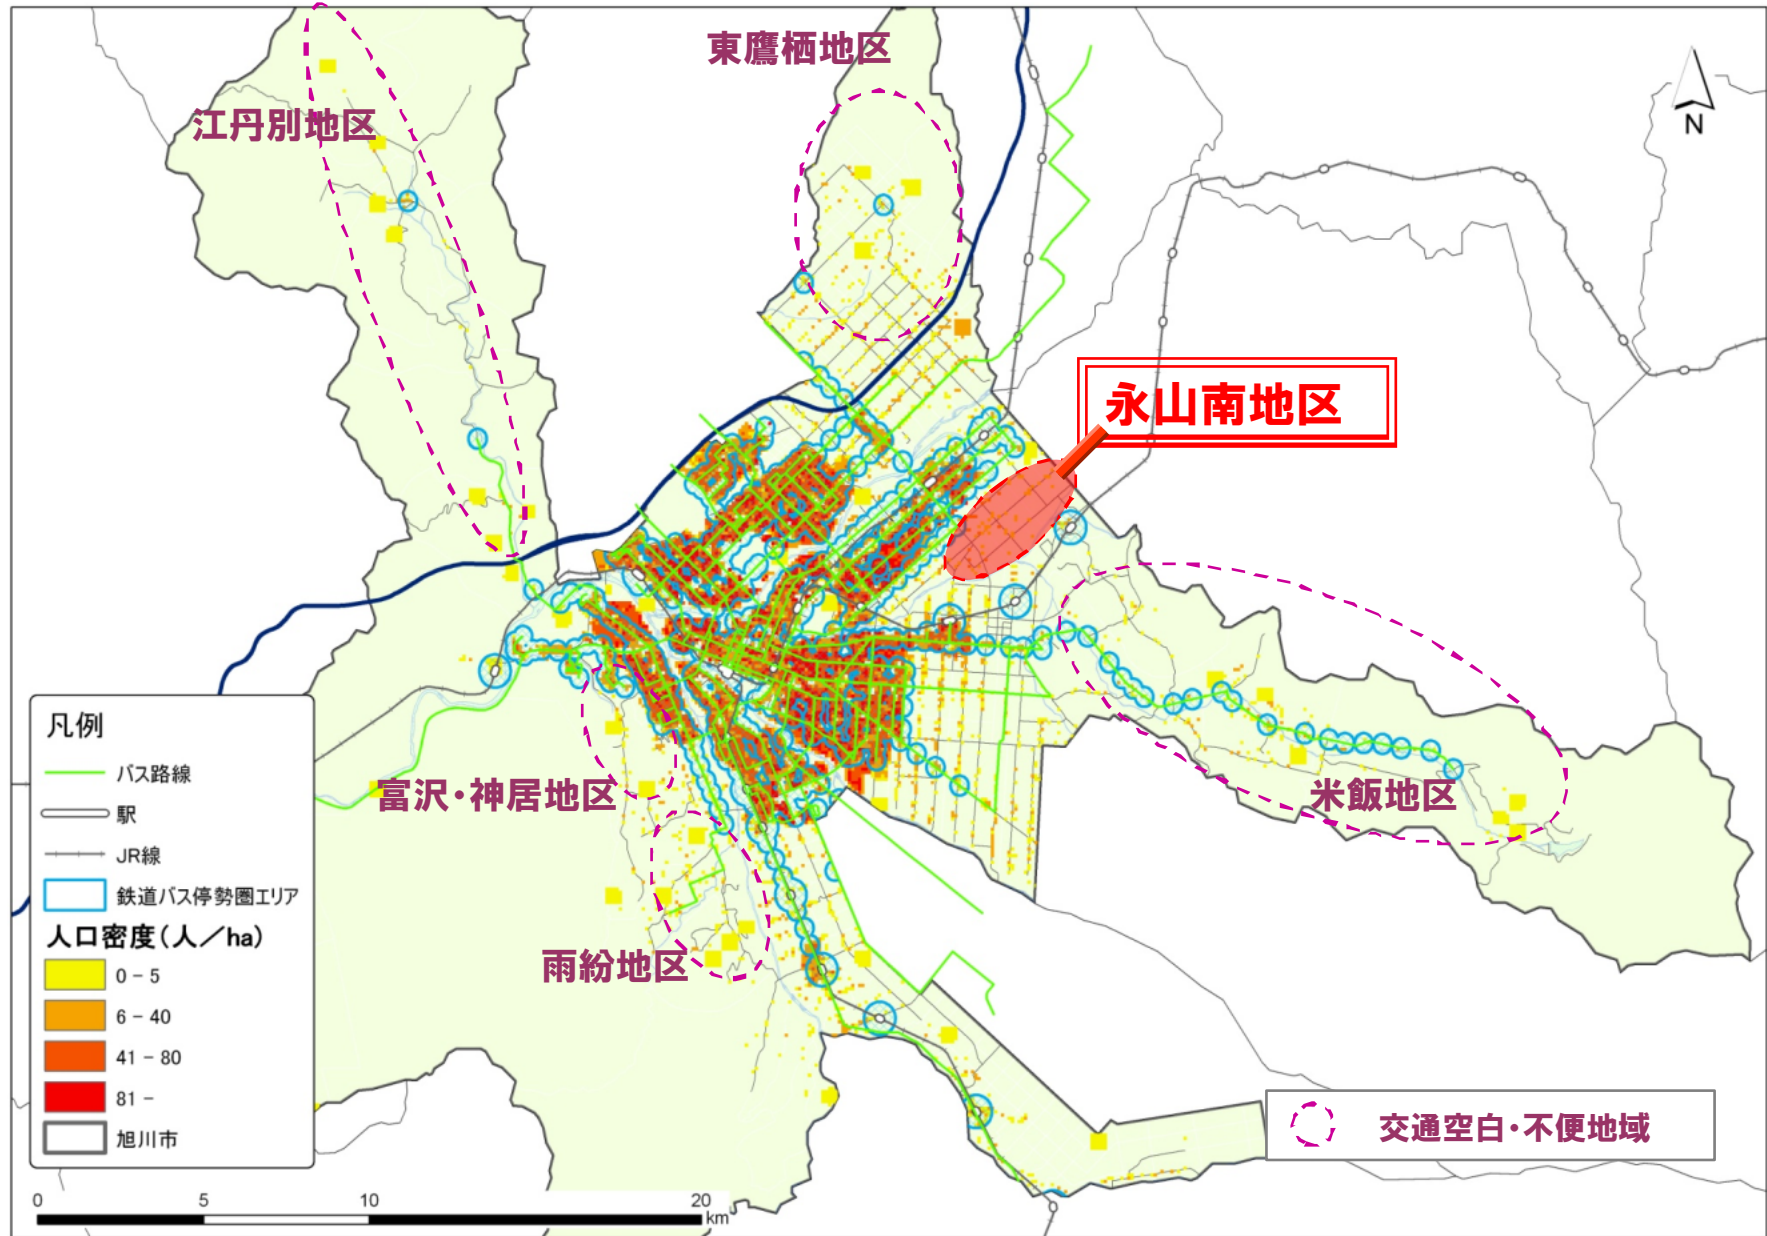 東鷹栖地区
江丹別地区
N
永山南地区
富沢・神居地区
米飯地区
雨紛地区
凡例
バス路線
駅
JR線
鉄道バス停勢圏エリア
人口密度(人/ha)
0 - 5
6 - 40
41 - 80
81 -
旭川市
交通空白・不便地域
0 5 10 20
km